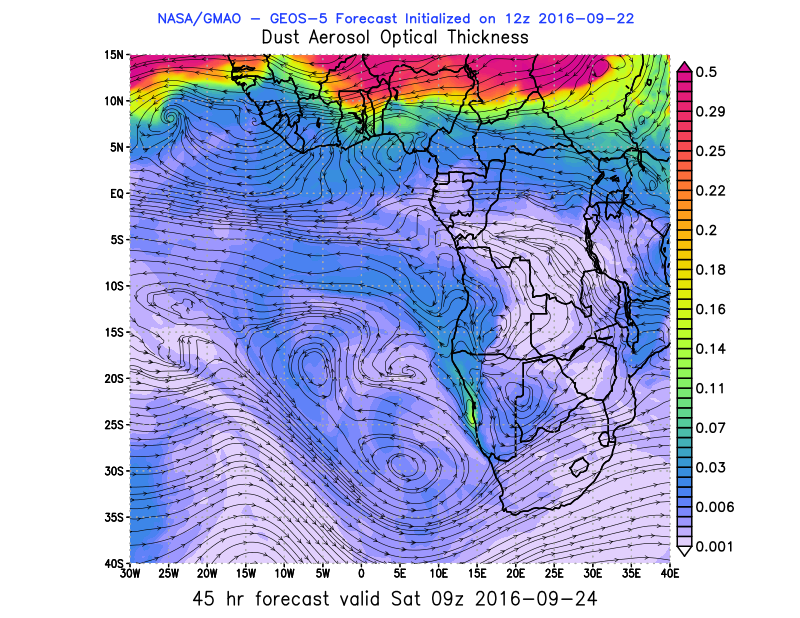 NASA/GMAO − GEOS−5 Forecast Initialized on 12z 2016−09−22
Dust Aerosol Optical Thickness
15N
10N
5N
EQ
5S
10S
15S
20S
25S
30S
35S
40S
30W 25W 20W 15W 10W 5W 0 5E 10E 15E 20E 25E 30E 35E 40E
0.5
0.29
0.25
0.22
0.2
0.18
0.16
0.14
0.11
0.07
0.03
0.006
0.001
45 hr forecast valid Sat 09z 2016−09−24